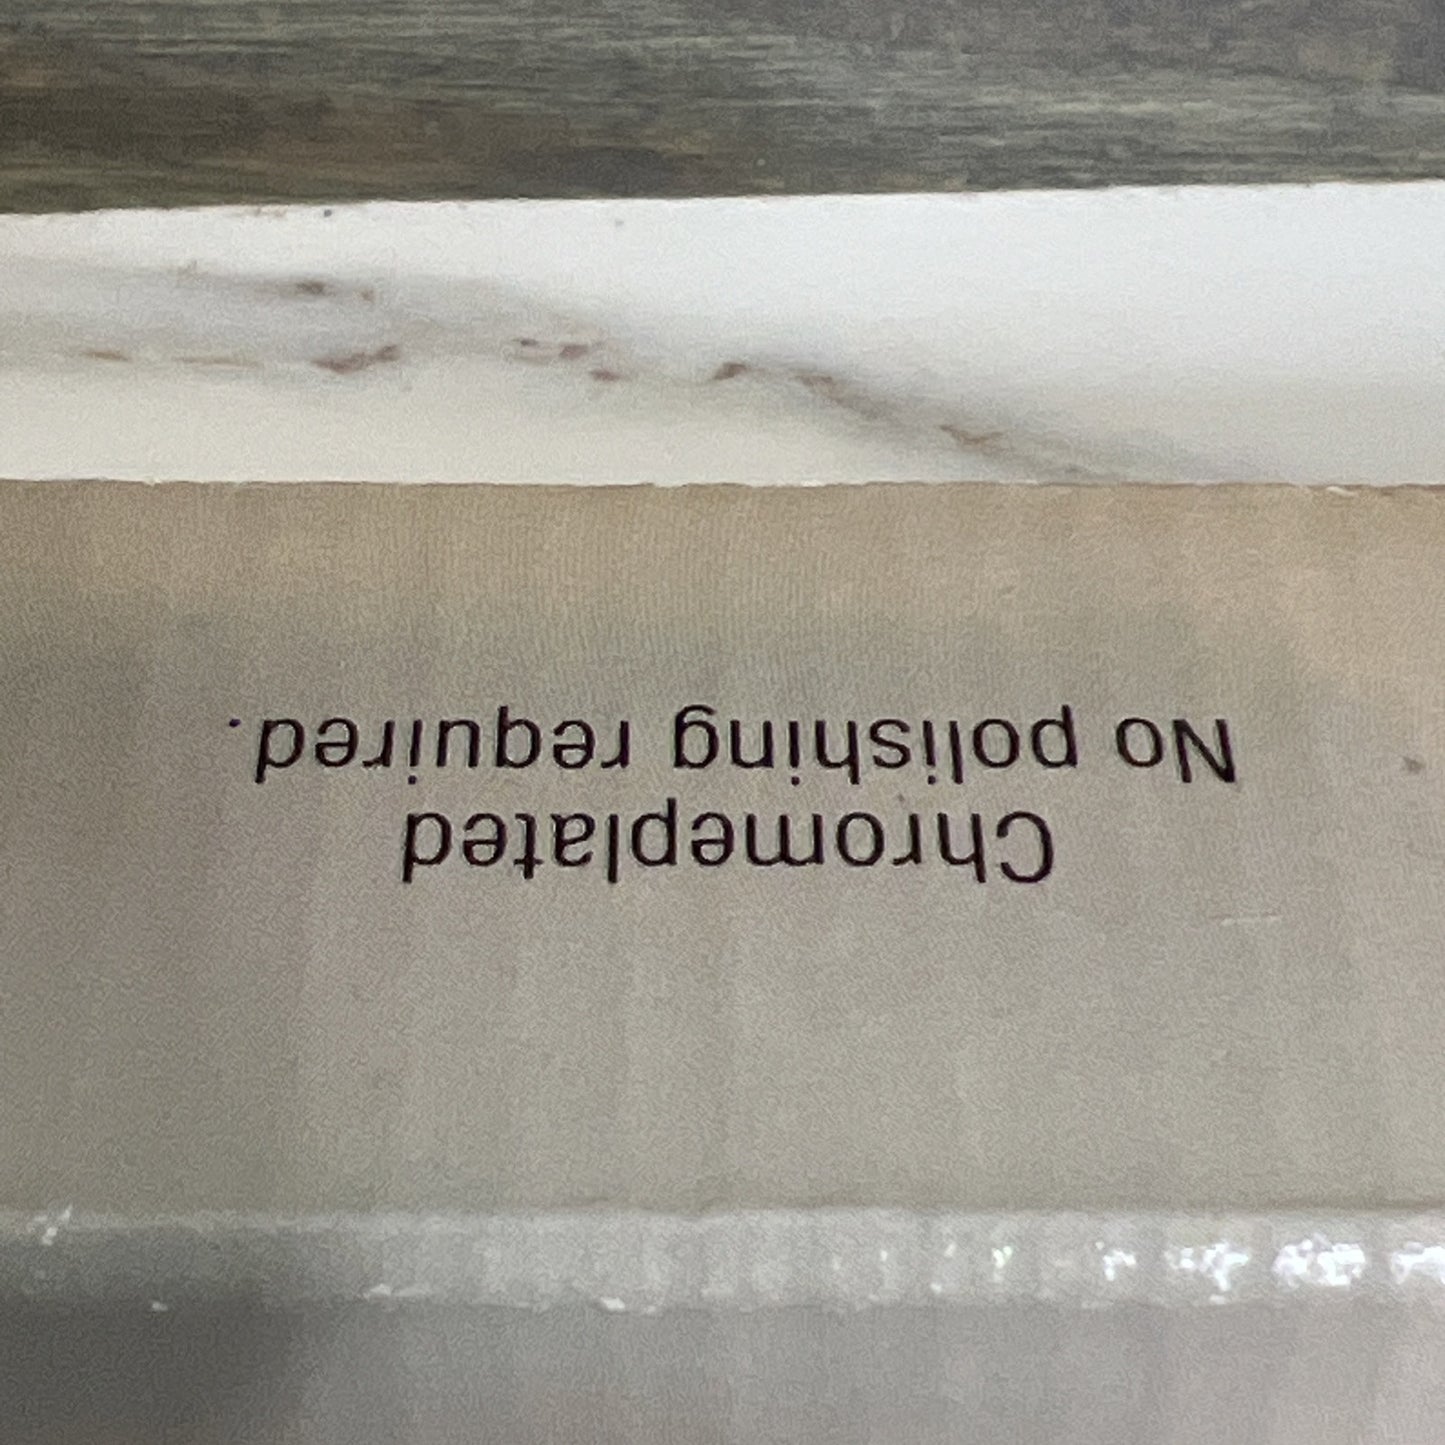 Chromeplated
No polishing required.